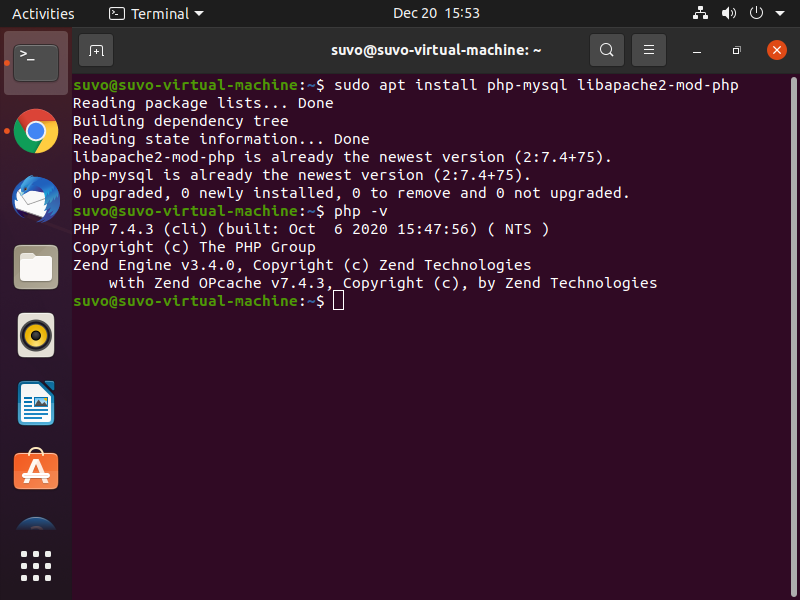 Activities Terminal Dec 20 15:53
suvo@suvo-virtual-machine: ~
suvo@suvo-virtual-machine:~$ sudo apt install php-mysql libapache2-mod-php
Reading package lists... Done
Building dependency tree
Reading state information... Done
libapache2-mod-php is already the newest version (2:7.4+75).
php-mysql is already the newest version (2:7.4+75).
0 upgraded, 0 newly installed, 0 to remove and 0 not upgraded.
suvo@suvo-virtual-machine:~$ php -v
PHP 7.4.3 (cli) (built: Oct  6 2020 15:47:56) ( NTS )
Copyright (c) The PHP Group
Zend Engine v3.4.0, Copyright (c) Zend Technologies
    with Zend OPcache v7.4.3, Copyright (c), by Zend Technologies
suvo@suvo-virtual-machine:~$